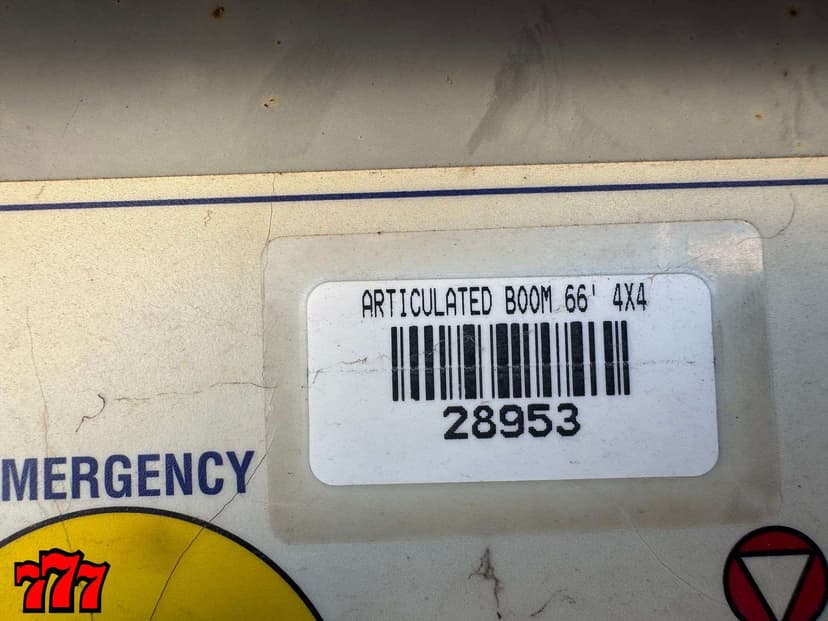 ARTICULATED BOOM 66' 4X4
28953
MERGENCY
777